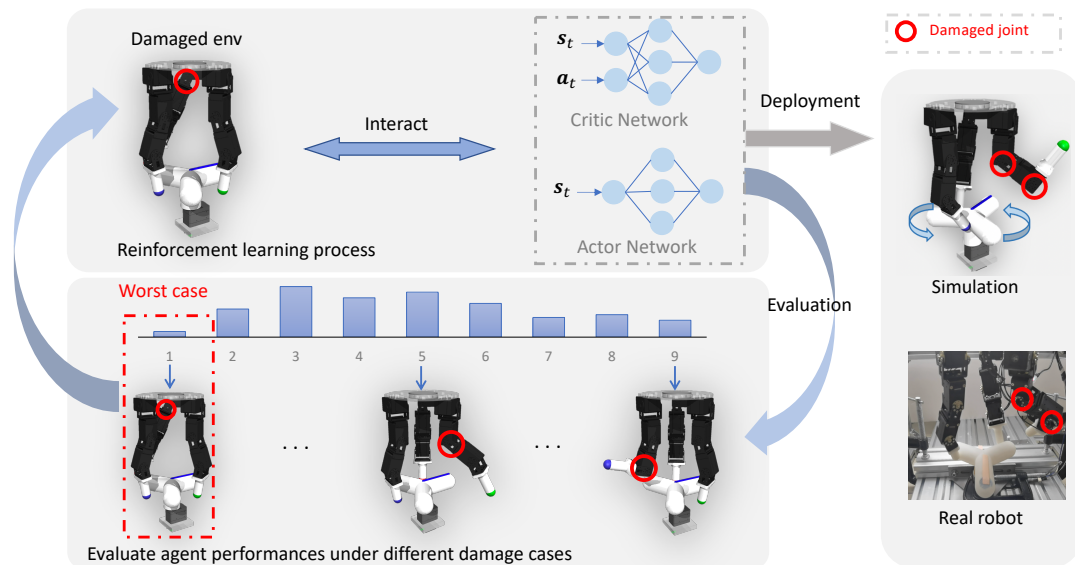 Damaged env
Interact
s_t
a_t
Critic Network
s_t
Actor Network
Reinforcement learning process
Deployment
Damaged joint
Simulation
Evaluation
Real robot
Worst case
1 2 3 4 5 6 7 8 9
... ...
Evaluate agent performances under different damage cases